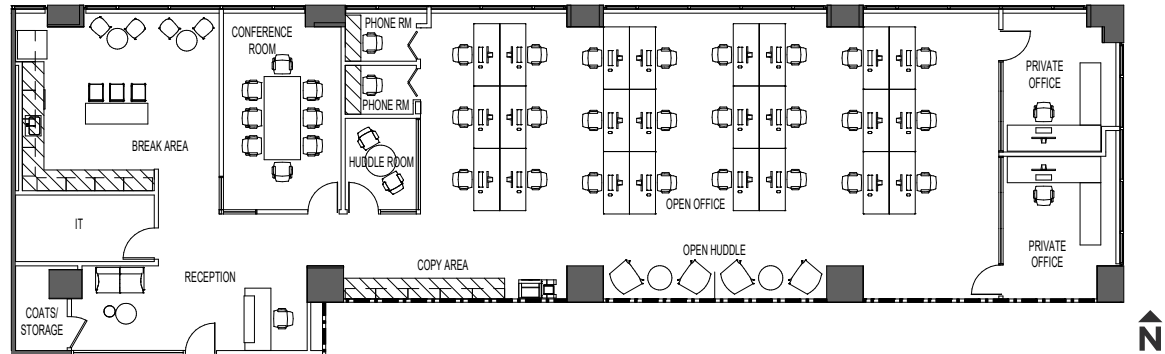 PHONE RM
CONFERENCE
ROOM
PHONE RM
BREAK AREA
HUDDLE ROOM
PRIVATE
OFFICE
OPEN OFFICE
IT
RECEPTION
COPY AREA
OPEN HUDDLE
PRIVATE
OFFICE
COATS/
STORAGE
N